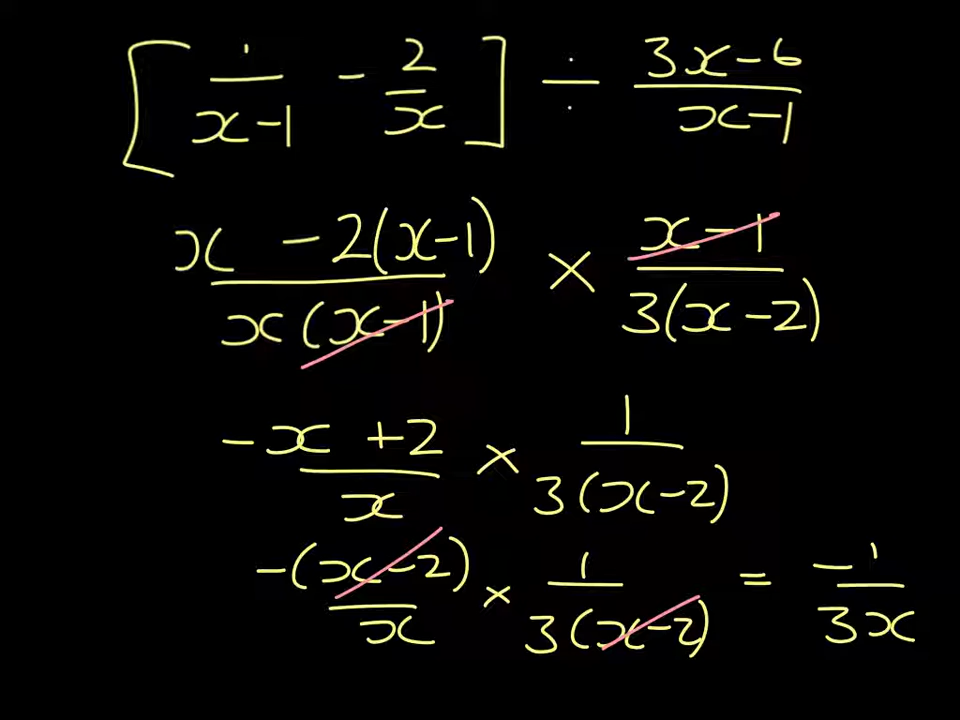 [1/(x-1) - 2/x] ÷ (3x-6)/(x-1)
(x - 2(x-1))/(x(x-1)) × (x-1)/(3(x-2))
(-x + 2)/x × 1/(3(x-2))
(-(x-2))/x × 1/(3(x-2)) = -1/(3x)